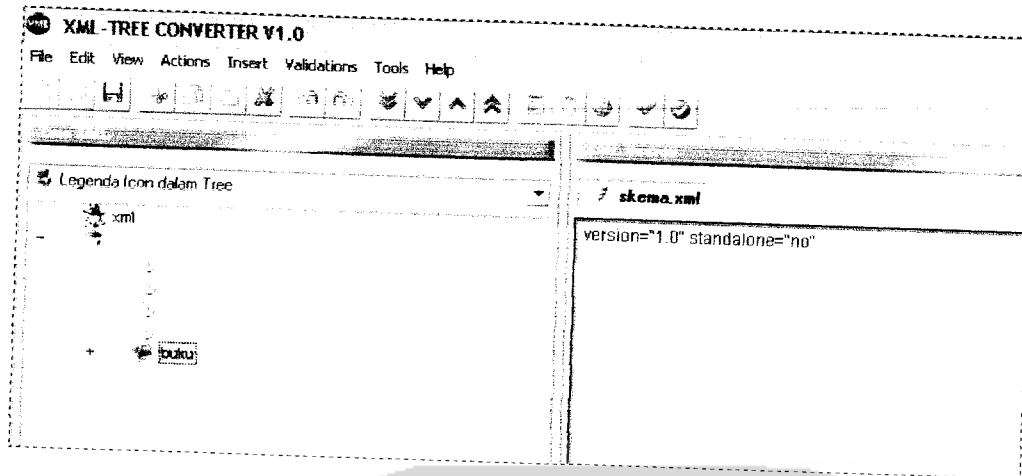 XML-TREE CONVERTER V1.0
File Edit View Actions Insert Validations Tools Help
Legenda Icon dalam Tree
skema.xml
xml
version="1.0" standalone="no"
buku